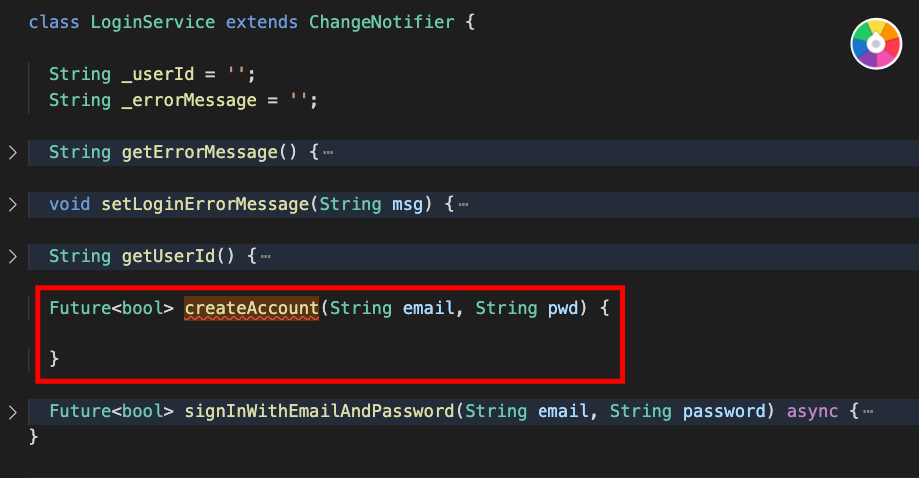 class LoginService extends ChangeNotifier {
String _userId = '';
String _errorMessage = '';
String getErrorMessage() {⋯
void setLoginErrorMessage(String msg) {⋯
String getUserId() {⋯
Future<bool> createAccount(String email, String pwd) {
}
Future<bool> signInWithEmailAndPassword(String email, String password) async {⋯
}